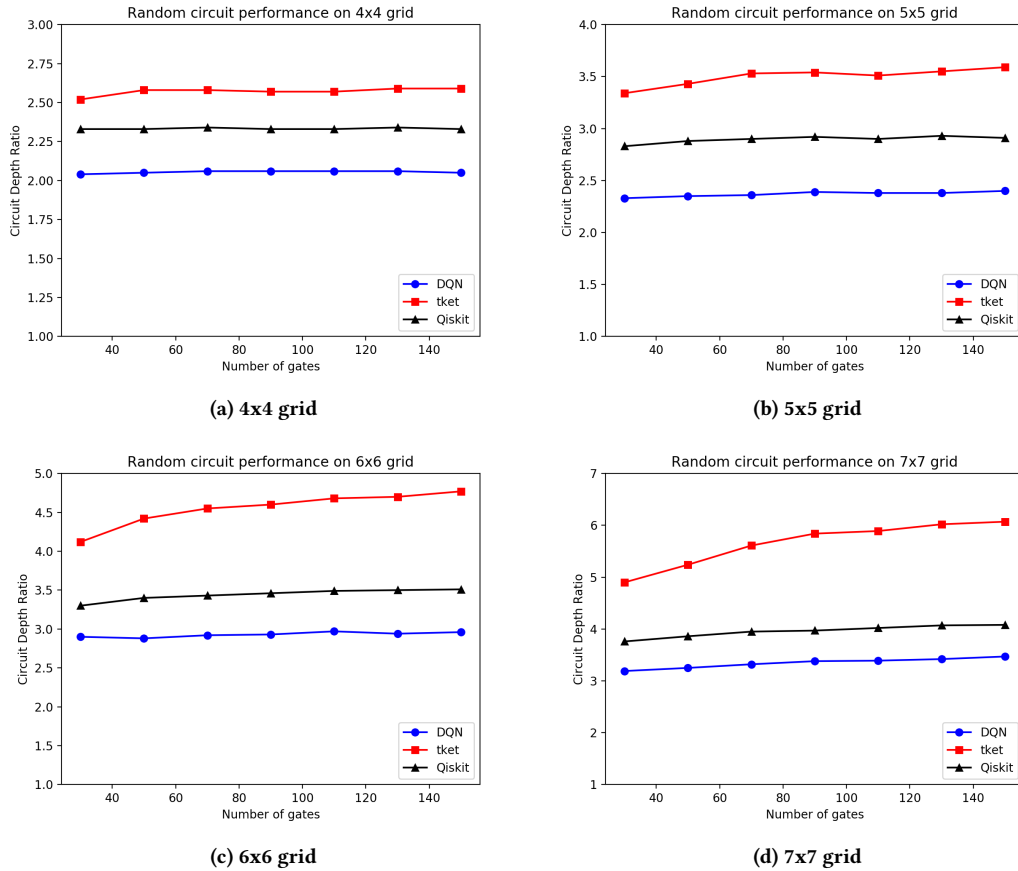 Random circuit performance on 4x4 grid
3.00
2.75
2.50
2.25
2.00
1.75
1.50
1.25
1.00
Circuit Depth Ratio
DQN
tket
Qiskit
40 60 80 100 120 140
Number of gates
(a) 4x4 grid
Random circuit performance on 5x5 grid
4.0
3.5
3.0
2.5
2.0
1.5
1.0
Circuit Depth Ratio
DQN
tket
Qiskit
40 60 80 100 120 140
Number of gates
(b) 5x5 grid
Random circuit performance on 6x6 grid
5.0
4.5
4.0
3.5
3.0
2.5
2.0
1.5
1.0
Circuit Depth Ratio
DQN
tket
Qiskit
40 60 80 100 120 140
Number of gates
(c) 6x6 grid
Random circuit performance on 7x7 grid
7
6
5
4
3
2
1
Circuit Depth Ratio
DQN
tket
Qiskit
40 60 80 100 120 140
Number of gates
(d) 7x7 grid